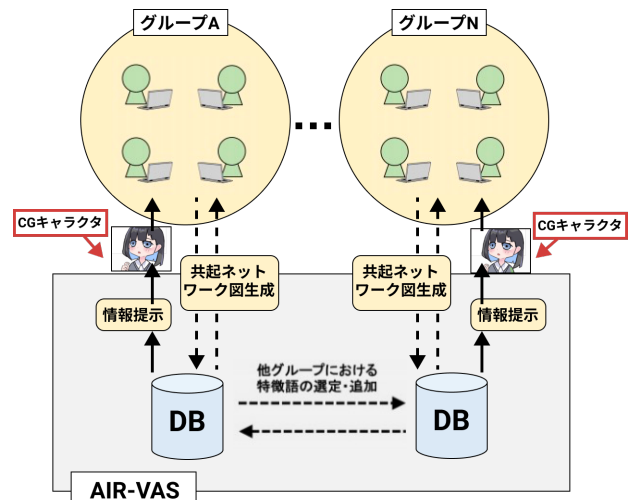 グループA
グループN
...
CGキャラクタ
CGキャラクタ
共起ネット
ワーク図生成
共起ネット
ワーク図生成
情報提示
情報提示
他グループにおける
特徴語の選定・追加
DB
DB
AIR-VAS